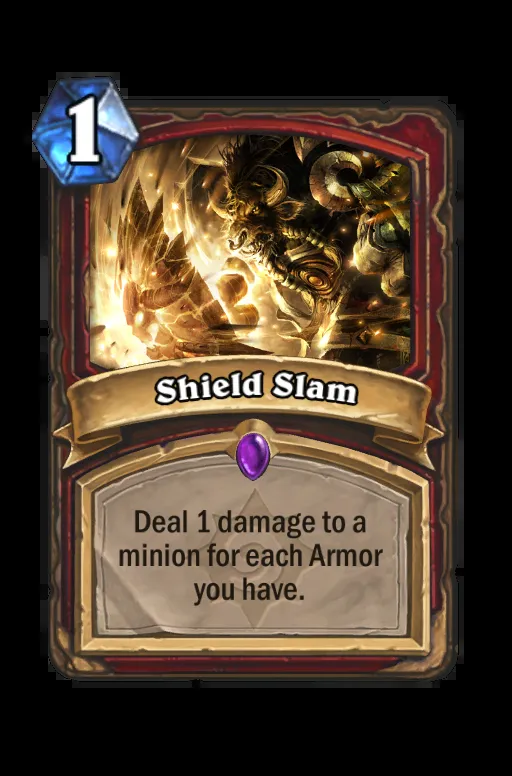 1
Shield Slam
Deal 1 damage to a
minion for each Armor
you have.